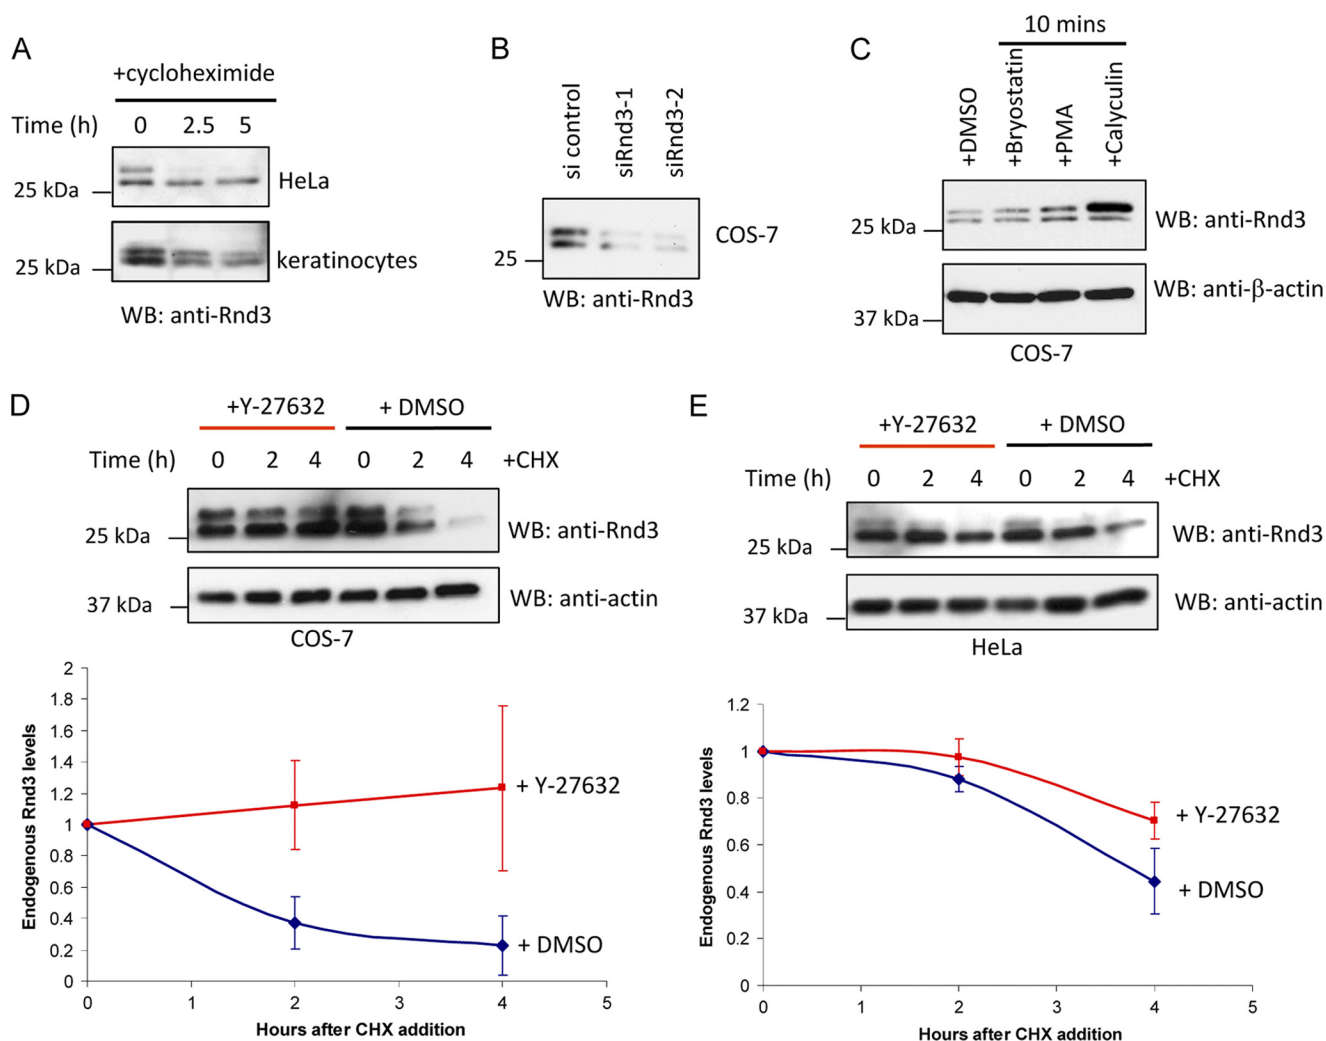 A
+cycloheximide
Time (h) 0 2.5 5
25 kDa
HeLa
25 kDa
keratinocytes
WB: anti-Rnd3
B
si control
siRnd3-1
siRnd3-2
25
COS-7
WB: anti-Rnd3
C
10 mins
+DMSO
+Bryostatin
+PMA
+Calyculin
25 kDa
WB: anti-Rnd3
WB: anti-β-actin
37 kDa
COS-7
D
+Y-27632 + DMSO
Time (h) 0 2 4 0 2 4 +CHX
25 kDa
WB: anti-Rnd3
37 kDa
WB: anti-actin
COS-7
Endogenous Rnd3 levels
2
1.8
1.6
1.4
1.2
1
0.8
0.6
0.4
0.2
0
+ Y-27632
+ DMSO
0 1 2 3 4 5
Hours after CHX addition
E
+Y-27632 + DMSO
Time (h) 0 2 4 0 2 4 +CHX
25 kDa
WB: anti-Rnd3
37 kDa
WB: anti-actin
HeLa
Endogenous Rnd3 levels
1.2
1
0.8
0.6
0.4
0.2
0
+ Y-27632
+ DMSO
0 1 2 3 4 5
Hours after CHX addition